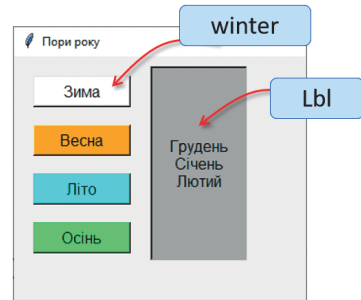 winter
Пори року
Зима
Lbl
Весна
Грудень
Січень
Лютий
Літо
Осінь